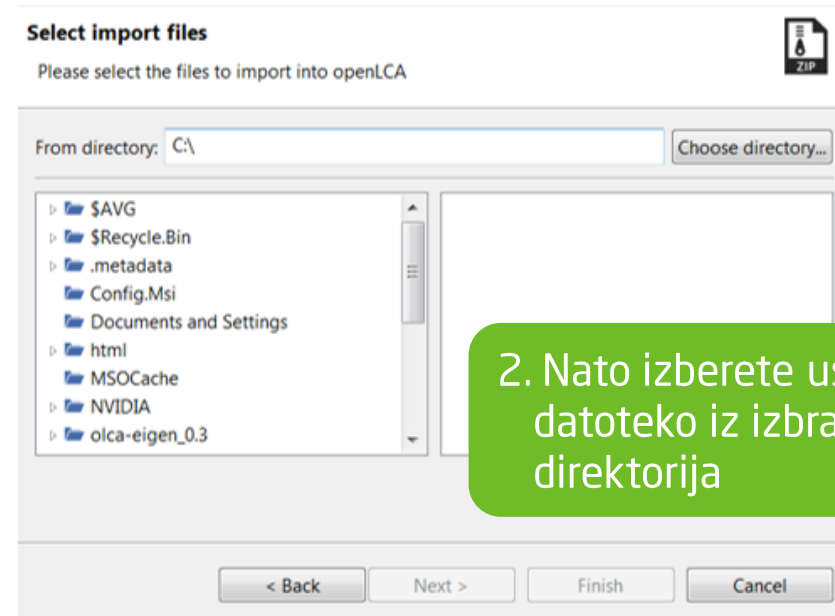 Select import files
Please select the files to import into openLCA
ZIP
From directory: C:\ Choose directory...
$AVG
$Recycle.Bin
.metadata
Config.Msi
Documents and Settings
html
MSOCache
NVIDIA
olca-eigen_0.3
2. Nato izberete
datoteko iz
direktorija
< Back Next > Finish Cancel